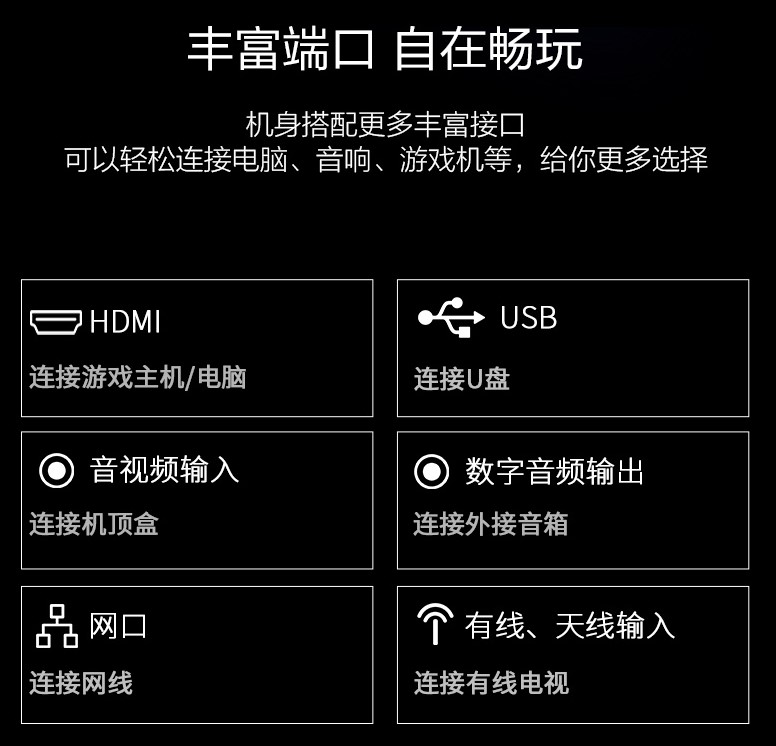 丰富端口 自在畅玩
机身搭配更多丰富接口
可以轻松连接电脑、音响、游戏机等，给你更多选择
HDMI
连接游戏主机/电脑
USB
连接U盘
音视频输入
连接机顶盒
数字音频输出
连接外接音箱
网口
连接网线
有线、天线输入
连接有线电视